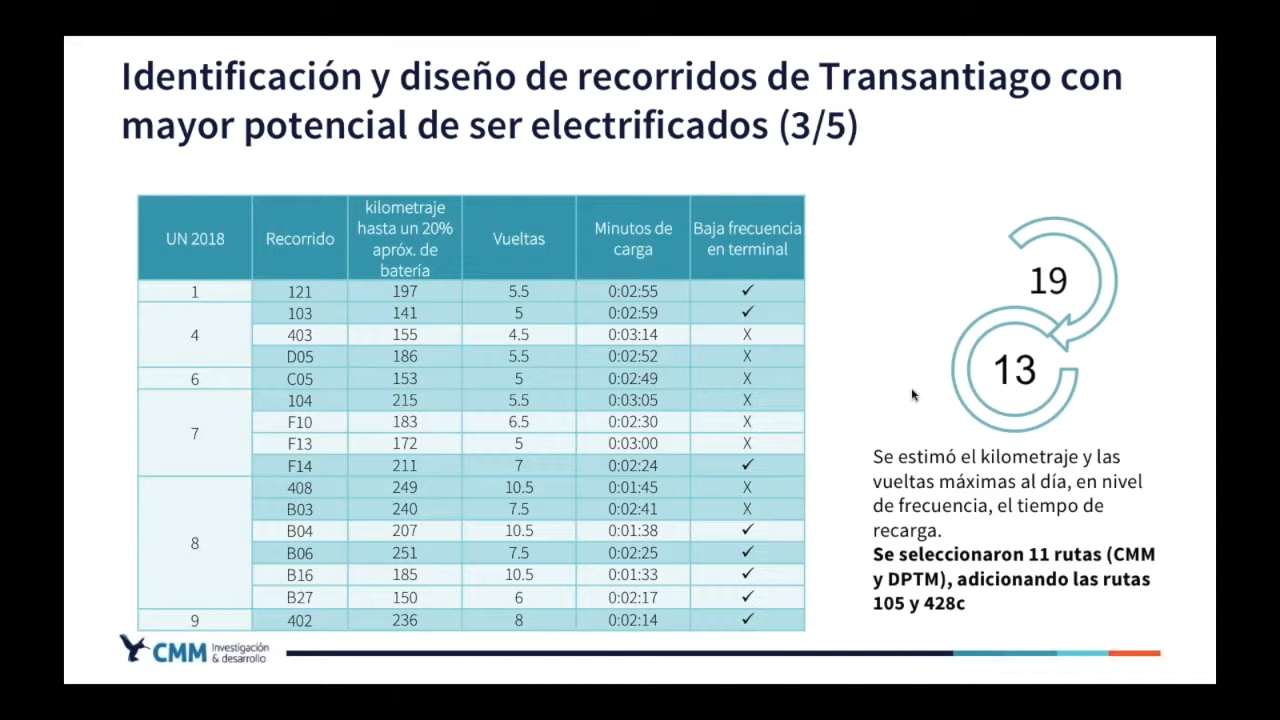 Identificación y diseño de recorridos de Transantiago con
mayor potencial de ser electrificados (3/5)
UN 2018 Recorrido kilometraje hasta un 20% apróx. de batería Vueltas Minutos de carga Baja frecuencia en terminal
1 121 197 5.5 0:02:55 ✓
4 103 141 5 0:02:59 ✓
403 155 4.5 0:03:14 X
D05 186 5.5 0:02:52 X
6 C05 153 5 0:02:49 X
7 104 215 5.5 0:03:05 X
F10 183 6.5 0:02:30 X
F13 172 5 0:03:00 X
F14 211 7 0:02:24 ✓
8 408 249 10.5 0:01:45 X
B03 240 7.5 0:02:41 X
B04 207 10.5 0:01:38 ✓
B06 251 7.5 0:02:25 ✓
B16 185 10.5 0:01:33 ✓
B27 150 6 0:02:17 ✓
9 402 236 8 0:02:14 ✓
19
13
Se estimó el kilometraje y las
vueltas máximas al día, en nivel
de frecuencia, el tiempo de
recarga.
Se seleccionaron 11 rutas (CMM
y DPTM), adicionando las rutas
105 y 428c
CMM Investigación
& desarrollo